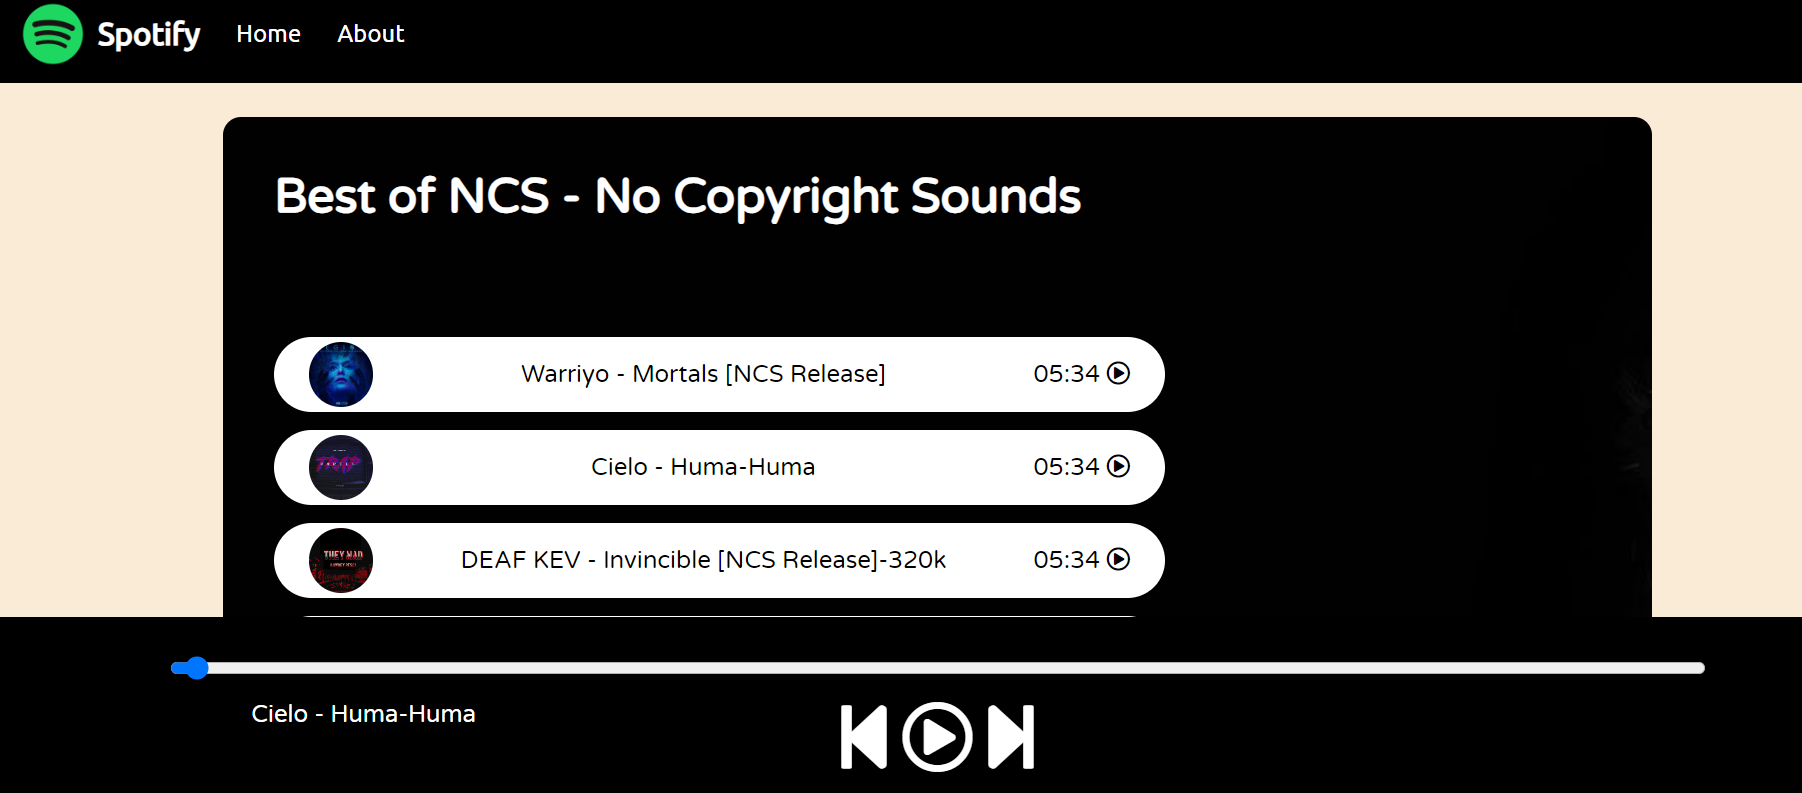 Spotify Home About
Best of NCS - No Copyright Sounds
Warriyo - Mortals [NCS Release] 05:34
Cielo - Huma-Huma 05:34
TRAP
DEAF KEV - Invincible [NCS Release]-320k 05:34
THEY MAD
Cielo - Huma-Huma